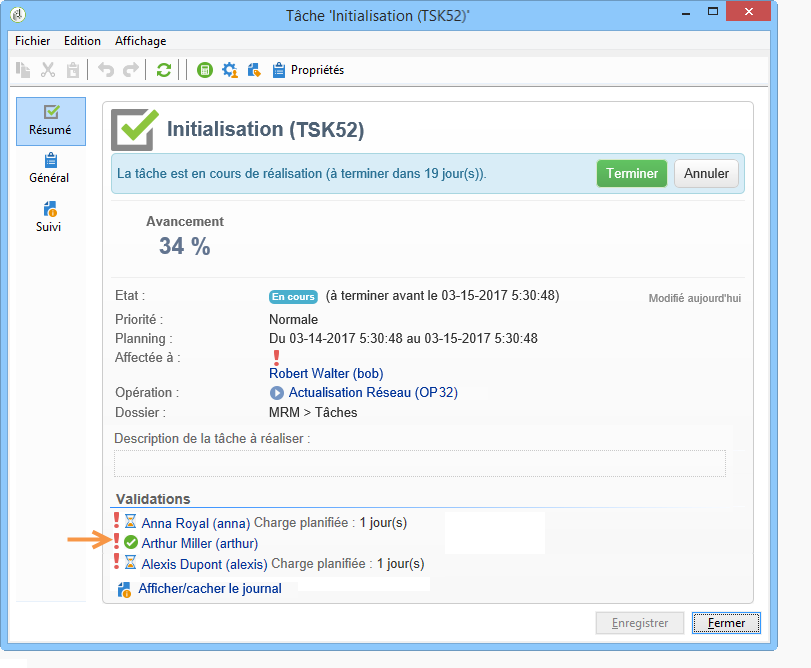 Tâche 'Initialisation (TSK52)'
Fichier Edition Affichage
Propriétés
Résumé
Général
Suivi
Initialisation (TSK52)
La tâche est en cours de réalisation (à terminer dans 19 jour(s)).
Terminer
Annuler
Avancement
34 %
Etat : En cours (à terminer avant le 03-15-2017 5:30:48)
Modifié aujourd'hui
Priorité : Normale
Planning : Du 03-14-2017 5:30:48 au 03-15-2017 5:30:48
Affectée à :
Robert Walter (bob)
Opération : Actualisation Réseau (OP32)
Dossier : MRM > Tâches
Description de la tâche à réaliser :
Validations
Anna Royal (anna) Charge planifiée : 1 jour(s)
Arthur Miller (arthur)
Alexis Dupont (alexis) Charge planifiée : 1 jour(s)
Afficher/cacher le journal
Enregistrer
Fermer